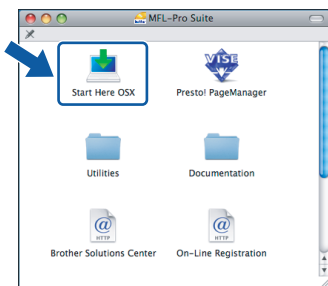 MFL-Pro Suite
VISE
Start Here OSX
Presto! PageManager
Utilities
Documentation
@
HTTP
@
HTTP
Brother Solutions Center
On-Line Registration